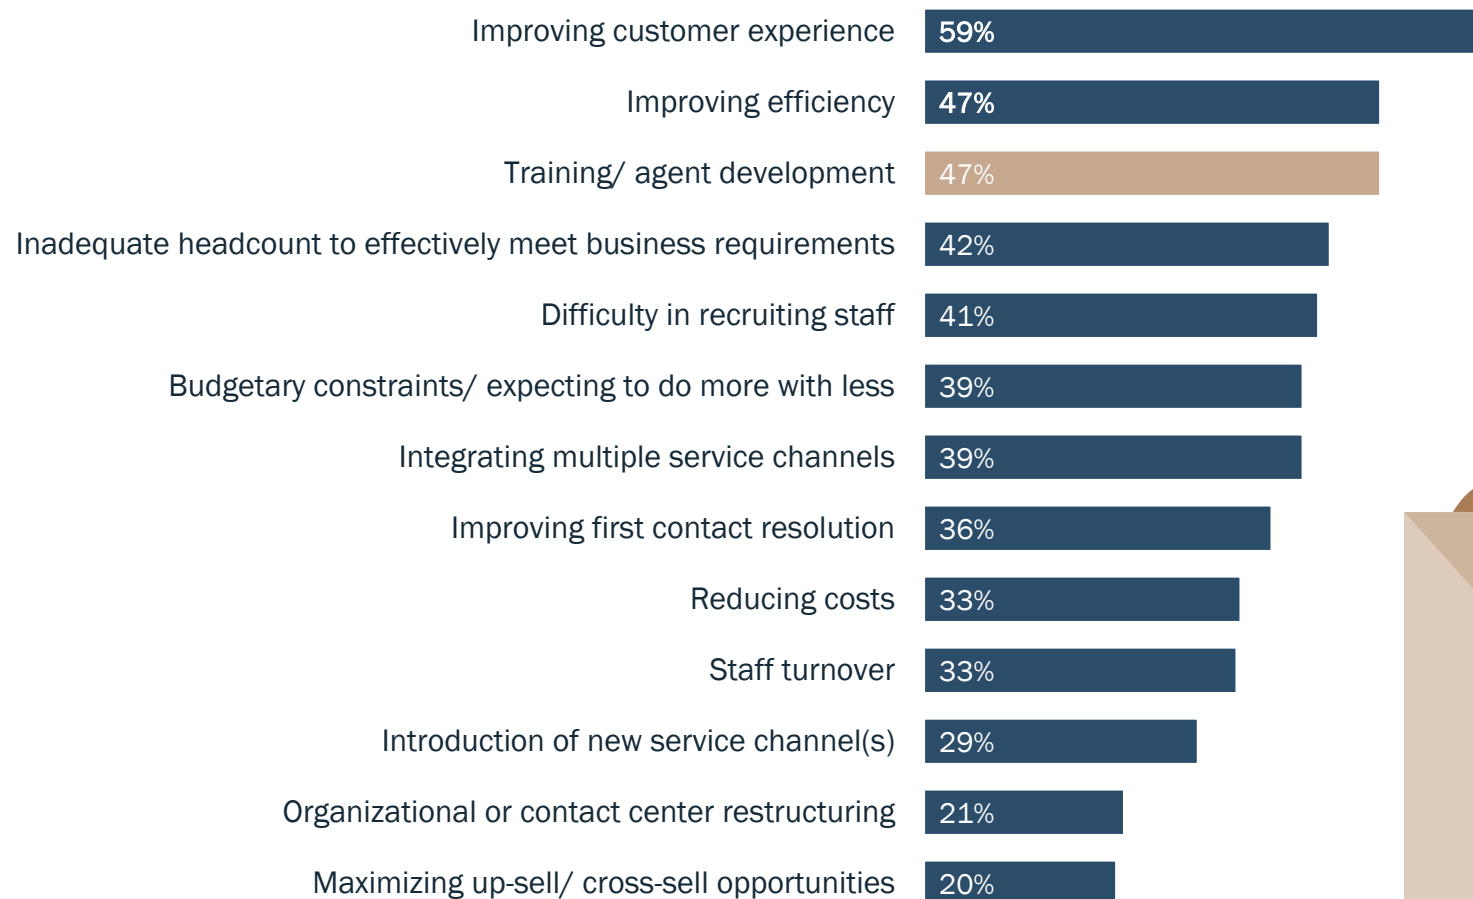 Improving customer experience 59%
Improving efficiency 47%
Training/ agent development 47%
Inadequate headcount to effectively meet business requirements 42%
Difficulty in recruiting staff 41%
Budgetary constraints/ expecting to do more with less 39%
Integrating multiple service channels 39%
Improving first contact resolution 36%
Reducing costs 33%
Staff turnover 33%
Introduction of new service channel(s) 29%
Organizational or contact center restructuring 21%
Maximizing up-sell/ cross-sell opportunities 20%